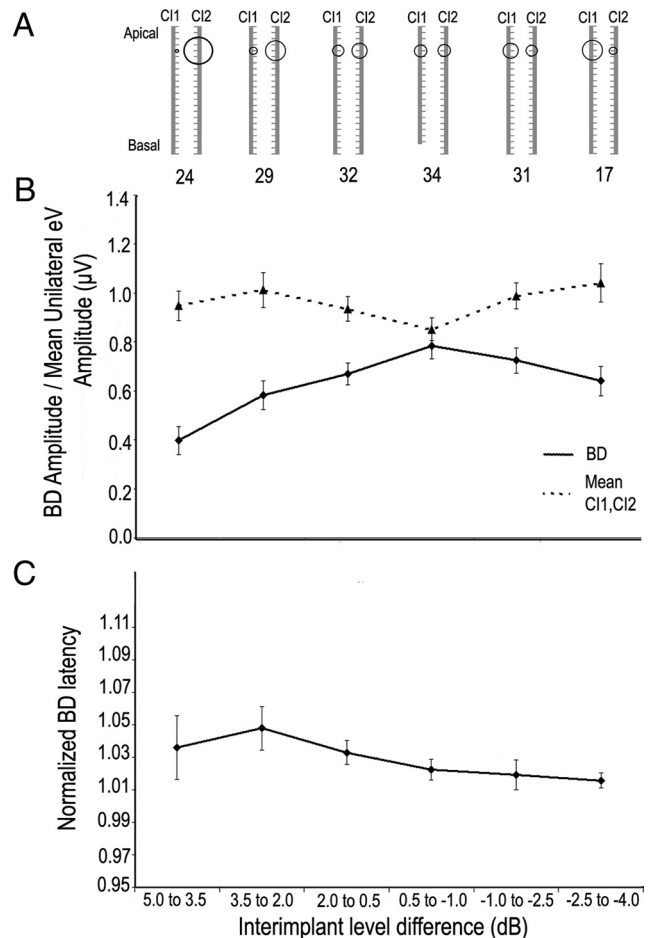 A
CI1 CI2 CI1 CI2 CI1 CI2 CI1 CI2 CI1 CI2 CI1 CI2
Apical
Basal
24 29 32 34 31 17
B
BD Amplitude / Mean Unilateral eV
Amplitude (µV)
1.4
1.2
1.0
0.8
0.6
0.4
0.2
0.0
BD
Mean
CI1,CI2
C
Normalized BD latency
1.11
1.09
1.07
1.05
1.03
1.01
0.99
0.97
0.95
5.0 to 3.5 3.5 to 2.0 2.0 to 0.5 0.5 to -1.0 -1.0 to -2.5 -2.5 to -4.0
Interimplant level difference (dB)